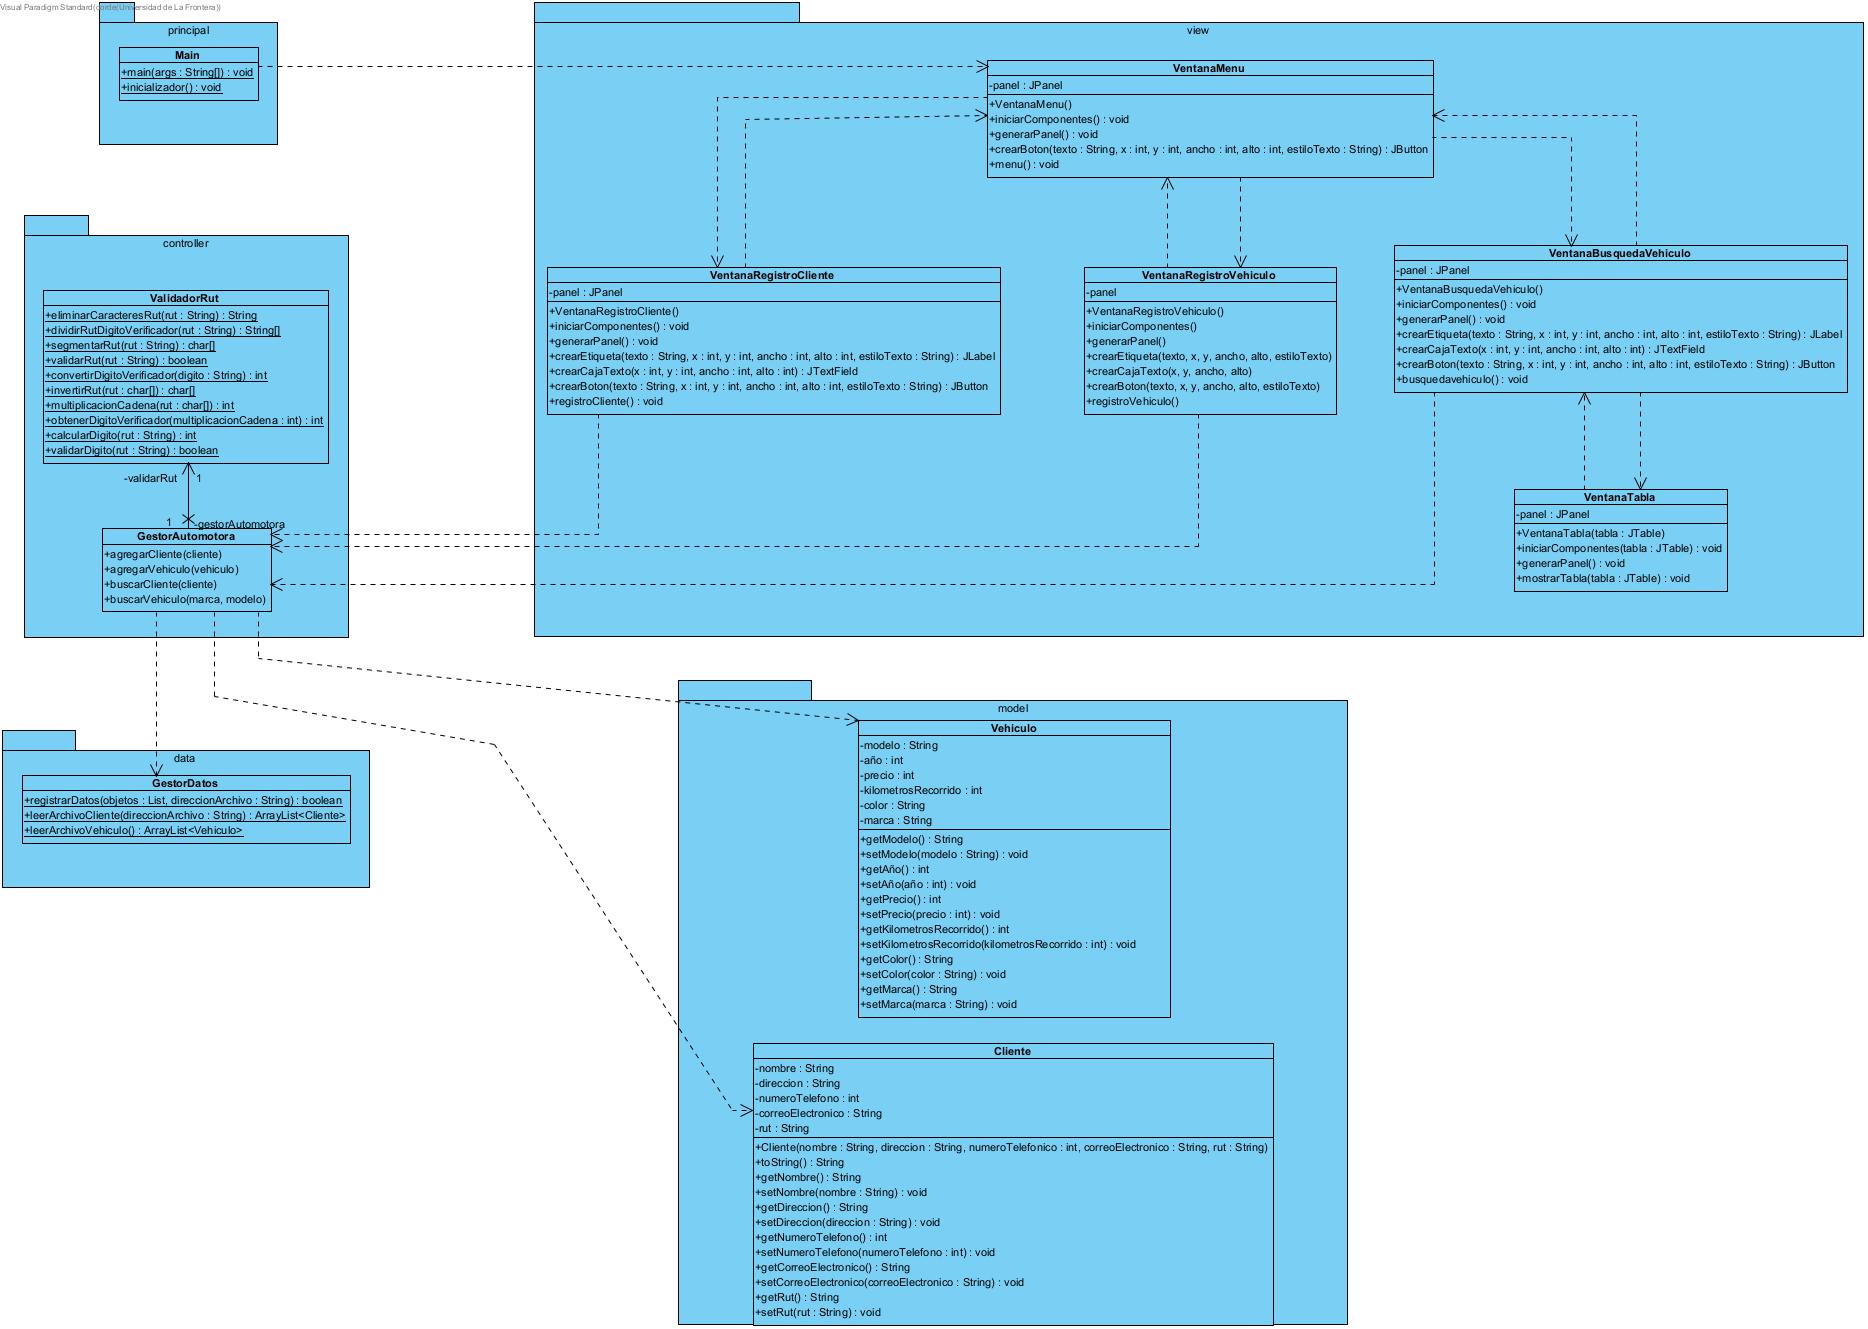 Visual Paradigm Standard(corde(Universidad de La Frontera))
principal
Main
+main(args : String[]) : void
+inicializador() : void
view
VentanaMenu
-panel : JPanel
+VentanaMenu()
+iniciarComponentes() : void
+generarPanel() : void
+crearBoton(texto : String, x : int, y : int, ancho : int, alto : int, estiloTexto : String) : JButton
+menu() : void
VentanaRegistroCliente
-panel : JPanel
+VentanaRegistroCliente()
+iniciarComponentes() : void
+generarPanel() : void
+crearEtiqueta(texto : String, x : int, y : int, ancho : int, alto : int, estiloTexto : String) : JLabel
+crearCajaTexto(x : int, y : int, ancho : int, alto : int) : JTextField
+crearBoton(texto : String, x : int, y : int, ancho : int, alto : int, estiloTexto : String) : JButton
+registroCliente() : void
VentanaRegistroVehiculo
-panel
+VentanaRegistroVehiculo()
+iniciarComponentes()
+generarPanel()
+crearEtiqueta(texto, x, y, ancho, alto, estiloTexto)
+crearCajaTexto(x, y, ancho, alto)
+crearBoton(texto, x, y, ancho, alto, estiloTexto)
+registroVehiculo()
VentanaBusquedaVehiculo
-panel : JPanel
+VentanaBusquedaVehiculo()
+iniciarComponentes() : void
+generarPanel() : void
+crearEtiqueta(texto : String, x : int, y : int, ancho : int, alto : int, estiloTexto : String) : JLabel
+crearCajaTexto(x : int, y : int, ancho : int, alto : int) : JTextField
+crearBoton(texto : String, x : int, y : int, ancho : int, alto : int, estiloTexto : String) : JButton
+busquedavehiculo() : void
VentanaTabla
-panel : JPanel
+VentanaTabla(tabla : JTable)
+iniciarComponentes(tabla : JTable) : void
+generarPanel() : void
+mostrarTabla(tabla : JTable) : void
controller
ValidadorRut
+eliminarCaracteresRut(rut : String) : String
+dividirRutDigitoVerificador(rut : String) : String[]
+segmentarRut(rut : String) : char[]
+validarRut(rut : String) : boolean
+convertirDigitoVerificador(digito : String) : int
+invertirRut(rut : char[]) : char[]
+multiplicacionCadena(rut : char[]) : int
+obtenerDigitoVerificador(multiplicacionCadena : int) : int
+calcularDigito(rut : String) : int
+validarDigito(rut : String) : boolean
-validarRut 1
1 -gestorAutomotora
GestorAutomotora
+agregarCliente(cliente)
+agregarVehiculo(vehiculo)
+buscarCliente(cliente)
+buscarVehiculo(marca, modelo)
data
GestorDatos
+registrarDatos(objetos : List, direccionArchivo : String) : boolean
+leerArchivoCliente(direccionArchivo : String) : ArrayList<Cliente>
+leerArchivoVehiculo() : ArrayList<Vehiculo>
model
Vehiculo
-modelo : String
-año : int
-precio : int
-kilometrosRecorrido : int
-color : String
-marca : String
+getModelo() : String
+setModelo(modelo : String) : void
+getAño() : int
+setAño(año : int) : void
+getPrecio() : int
+setPrecio(precio : int) : void
+getKilometrosRecorrido() : int
+setKilometrosRecorrido(kilometrosRecorrido : int) : void
+getColor() : String
+setColor(color : String) : void
+getMarca() : String
+setMarca(marca : String) : void
Cliente
-nombre : String
-direccion : String
-numeroTelefono : int
-correoElectronico : String
-rut : String
+Cliente(nombre : String, direccion : String, numeroTelefonico : int, correoElectronico : String, rut : String)
+toString() : String
+getNombre() : String
+setNombre(nombre : String) : void
+getDireccion() : String
+setDireccion(direccion : String) : void
+getNumeroTelefono() : int
+setNumeroTelefono(numeroTelefono : int) : void
+getCorreoElectronico() : String
+setCorreoElectronico(correoElectronico : String) : void
+getRut() : String
+setRut(rut : String) : void